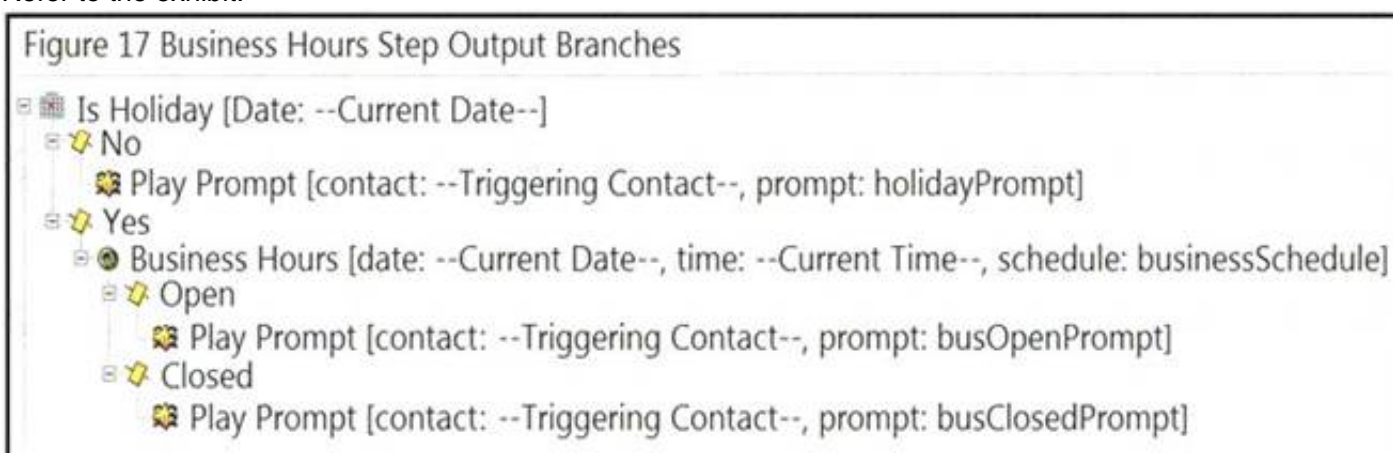 Refer to the exhibit.
Figure 17 Business Hours Step Output Branches
Is Holiday [Date: --Current Date--]
No
Play Prompt [contact: --Triggering Contact--, prompt: holidayPrompt]
Yes
Business Hours [date: --Current Date--, time: --Current Time--, schedule: businessSchedule]
Open
Play Prompt [contact: --Triggering Contact--, prompt: busOpenPrompt]
Closed
Play Prompt [contact: --Triggering Contact--, prompt: busClosedPrompt]